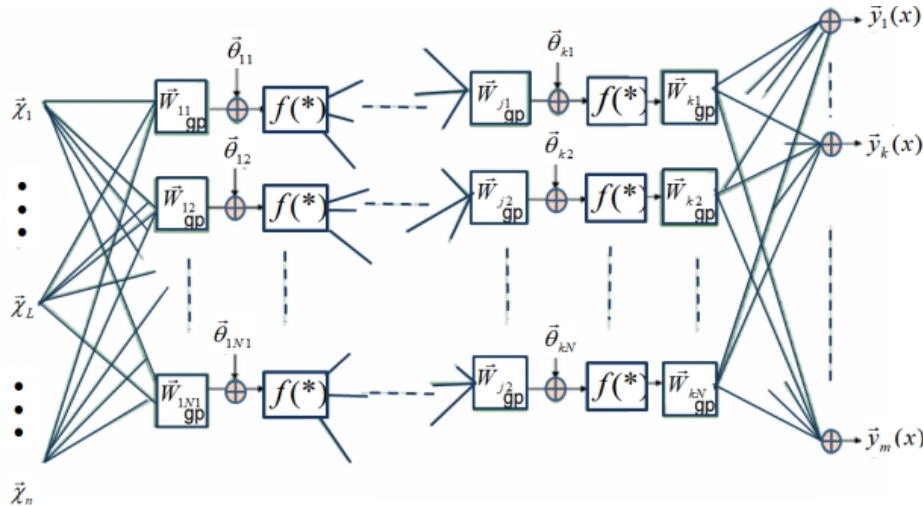 θ⃗₁₁ θ⃗ₖ₁ y⃗₁(x)
χ⃗₁ W⃗₁₁ gp f(*) W⃗ⱼ₁ gp f(*) W⃗ₖ₁ gp
θ⃗₁₂ θ⃗ₖ₂ y⃗ₖ(x)
W⃗₁₂ gp f(*) W⃗ⱼ₂ gp f(*) W⃗ₖ₂ gp
χ⃗_L
θ⃗₁N₁ θ⃗ₖN
W⃗₁N₁ gp f(*) W⃗ⱼ₂ gp f(*) W⃗ₖN gp
y⃗ₘ(x)
χ⃗ₙ